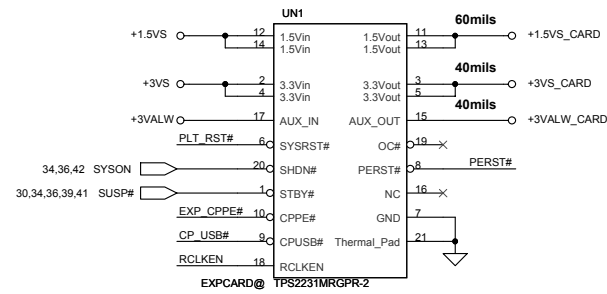 UN1
60mils
+1.5VS 12 1.5Vin 1.5Vout 11 +1.5VS_CARD
14 1.5Vin 1.5Vout 13
40mils
+3VS 2 3.3Vin 3.3Vout 3 +3VS_CARD
4 3.3Vin 3.3Vout 5
40mils
+3VALW 17 AUX_IN AUX_OUT 15 +3VALW_CARD
PLT_RST# 6 SYSRST# OC# 19
34,36,42 SYSON 20 SHDN# PERST# 8 PERST#
30,34,36,39,41 SUSP# 1 STBY# NC 16
EXP_CPPE# 10 CPPE# GND 7
CP_USB# 9 CPUSB# Thermal_Pad 21
RCLKEN 18 RCLKEN
EXPCARD@ TPS2231MRGPR-2